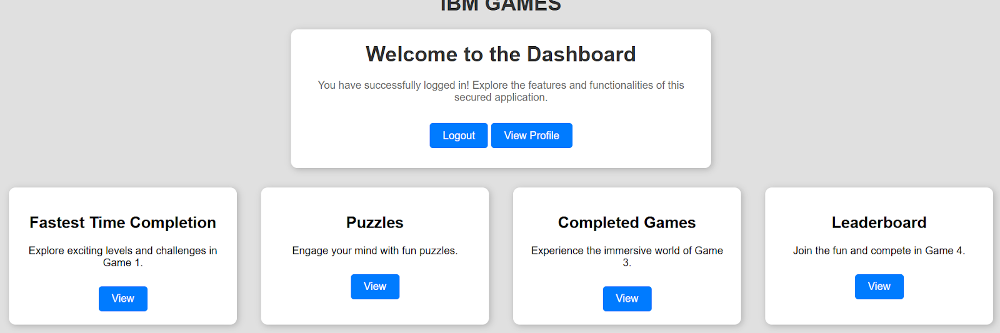 IBM GAMES
Welcome to the Dashboard
You have successfully logged in! Explore the features and functionalities of this
secured application.
Logout
View Profile
Fastest Time Completion
Explore exciting levels and challenges in
Game 1.
View
Puzzles
Engage your mind with fun puzzles.
View
Completed Games
Experience the immersive world of Game
3.
View
Leaderboard
Join the fun and compete in Game 4.
View